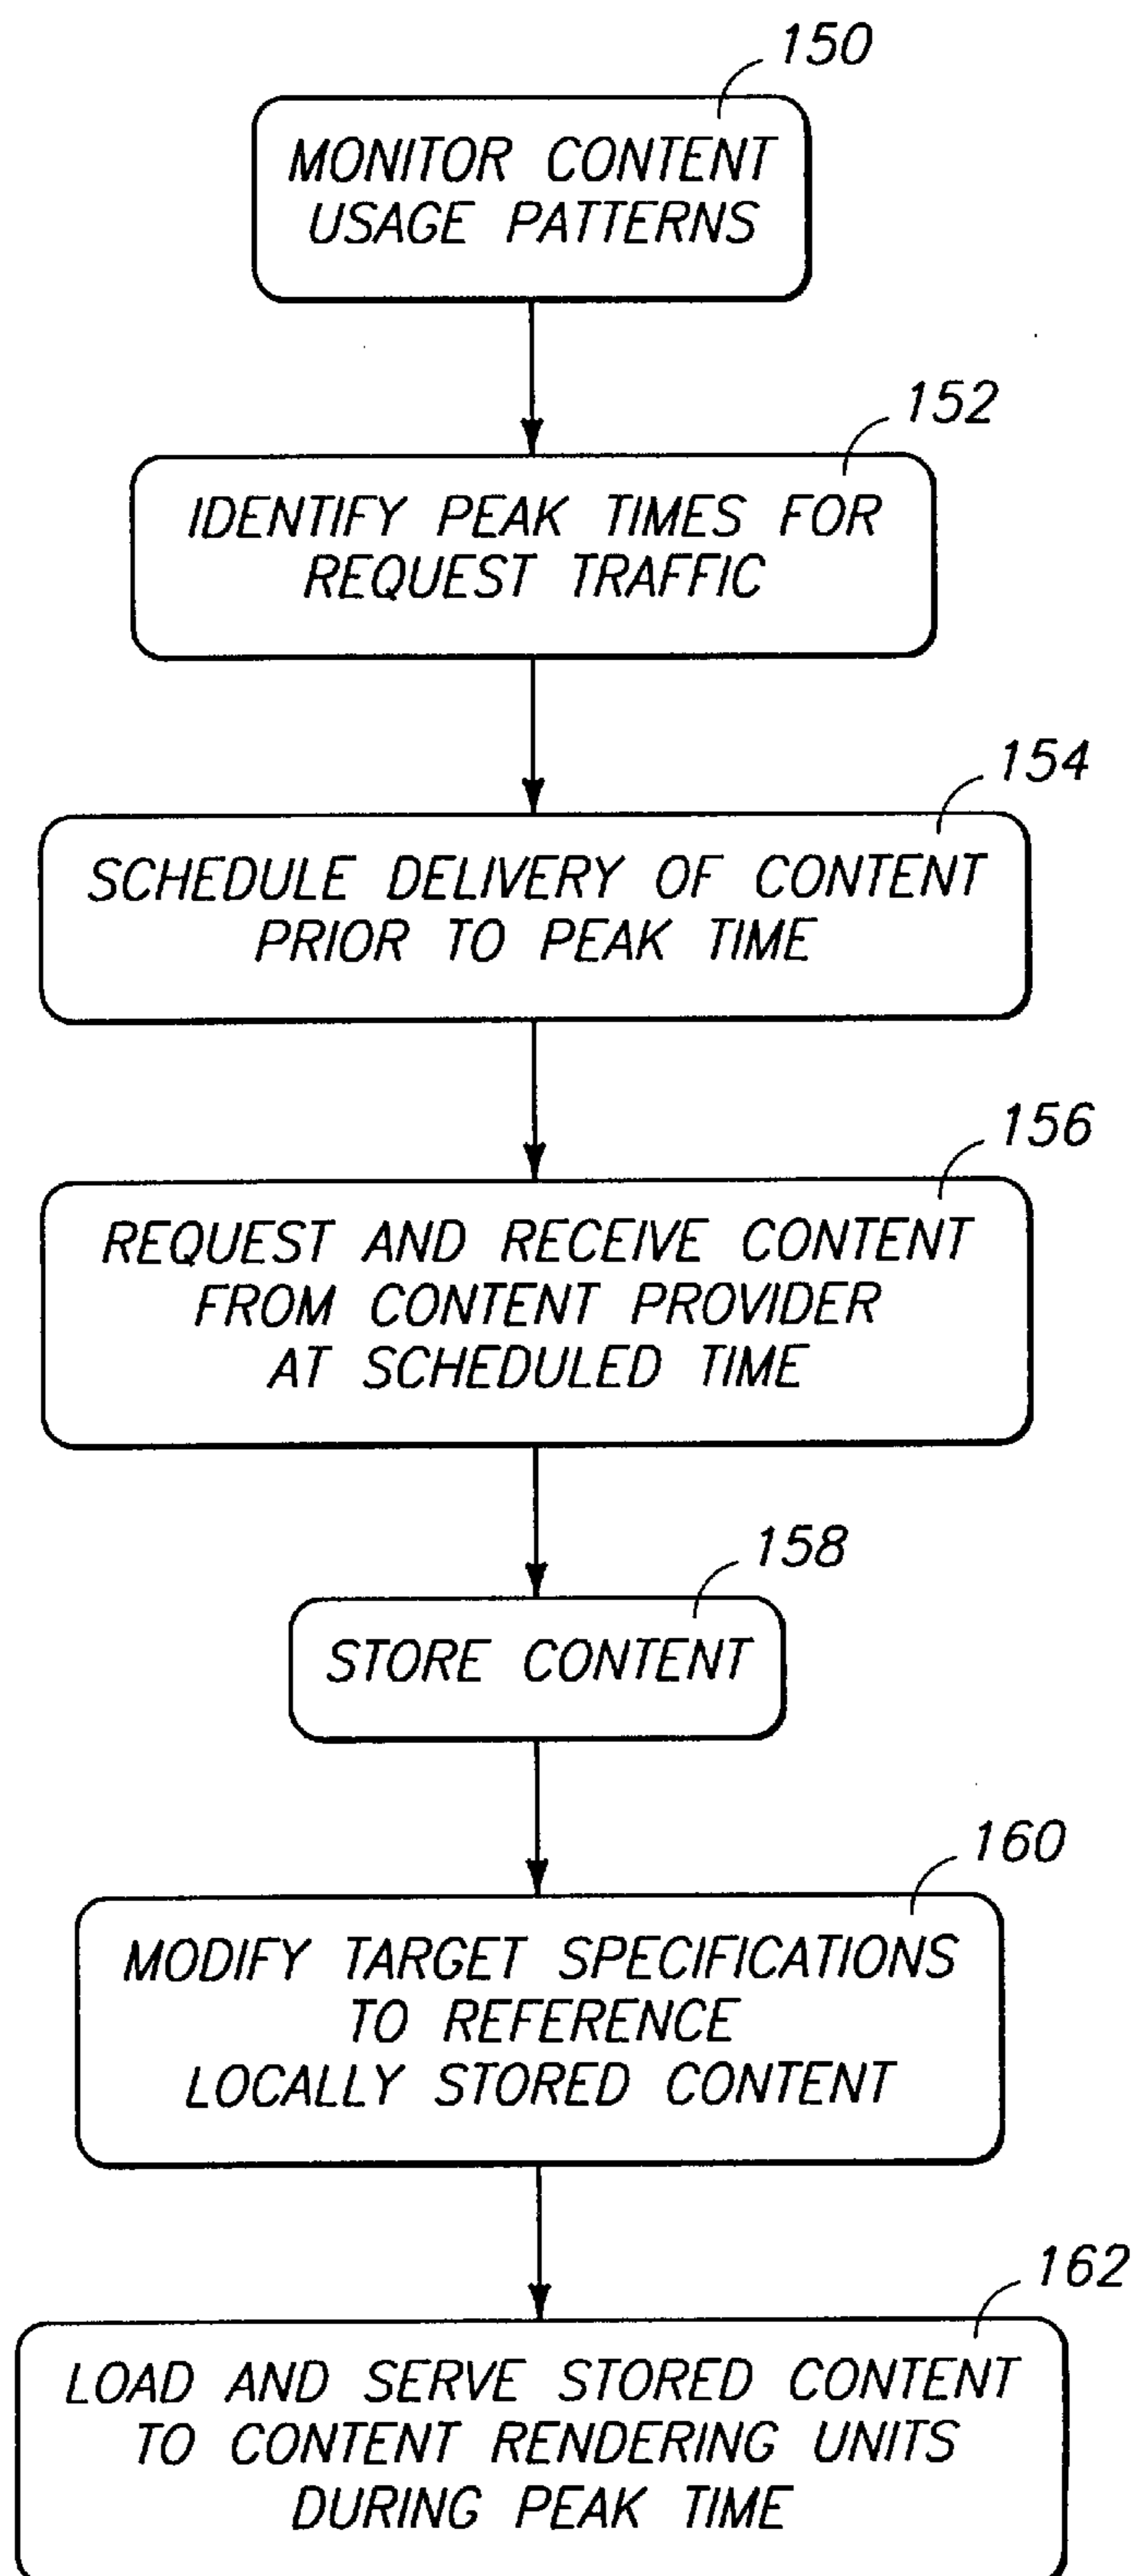 150
MONITOR CONTENT
USAGE PATTERNS
152
IDENTIFY PEAK TIMES FOR
REQUEST TRAFFIC
154
SCHEDULE DELIVERY OF CONTENT
PRIOR TO PEAK TIME
156
REQUEST AND RECEIVE CONTENT
FROM CONTENT PROVIDER
AT SCHEDULED TIME
158
STORE CONTENT
160
MODIFY TARGET SPECIFICATIONS
TO REFERENCE
LOCALLY STORED CONTENT
162
LOAD AND SERVE STORED CONTENT
TO CONTENT RENDERING UNITS
DURING PEAK TIME